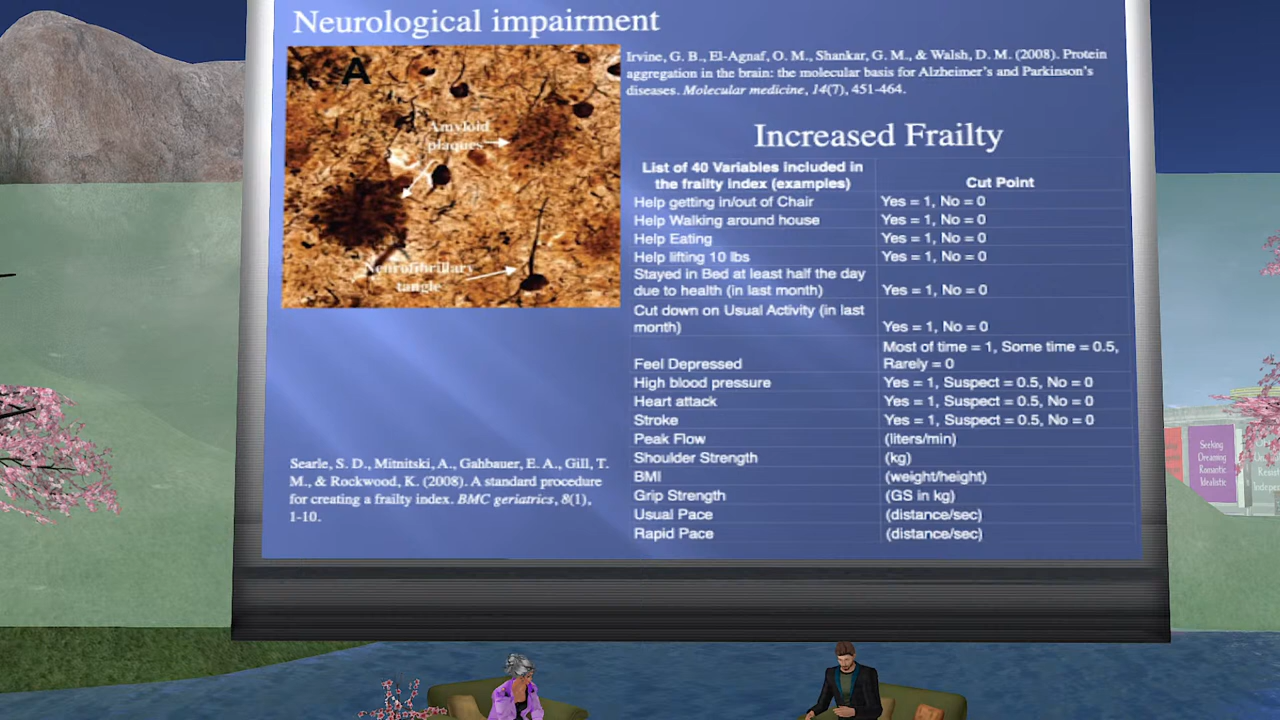 Neurological impairment
A
Amyloid
plaques
Neurofibrillary
tangle
Irvine, G. B., El-Agnaf, O. M., Shankar, G. M., & Walsh, D. M. (2008). Protein
aggregation in the brain: the molecular basis for Alzheimer's and Parkinson's
diseases. Molecular medicine, 14(7), 451-464.
Increased Frailty
List of 40 Variables included in
the frailty index (examples)
Cut Point
Help getting in/out of Chair Yes = 1, No = 0
Help Walking around house Yes = 1, No = 0
Help Eating Yes = 1, No = 0
Help lifting 10 lbs Yes = 1, No = 0
Stayed in Bed at least half the day
due to health (in last month) Yes = 1, No = 0
Cut down on Usual Activity (in last
month) Yes = 1, No = 0
Most of time = 1, Some time = 0.5,
Feel Depressed Rarely = 0
High blood pressure Yes = 1, Suspect = 0.5, No = 0
Heart attack Yes = 1, Suspect = 0.5, No = 0
Stroke Yes = 1, Suspect = 0.5, No = 0
Peak Flow (liters/min)
Shoulder Strength (kg)
BMI (weight/height)
Grip Strength (GS in kg)
Usual Pace (distance/sec)
Rapid Pace (distance/sec)
Searle, S. D., Mitnitski, A., Gahbauer, E. A., Gill, T.
M., & Rockwood, K. (2008). A standard procedure
for creating a frailty index. BMC geriatrics, 8(1),
1-10.
Seeking
Dreaming
Romantic
Idealistic